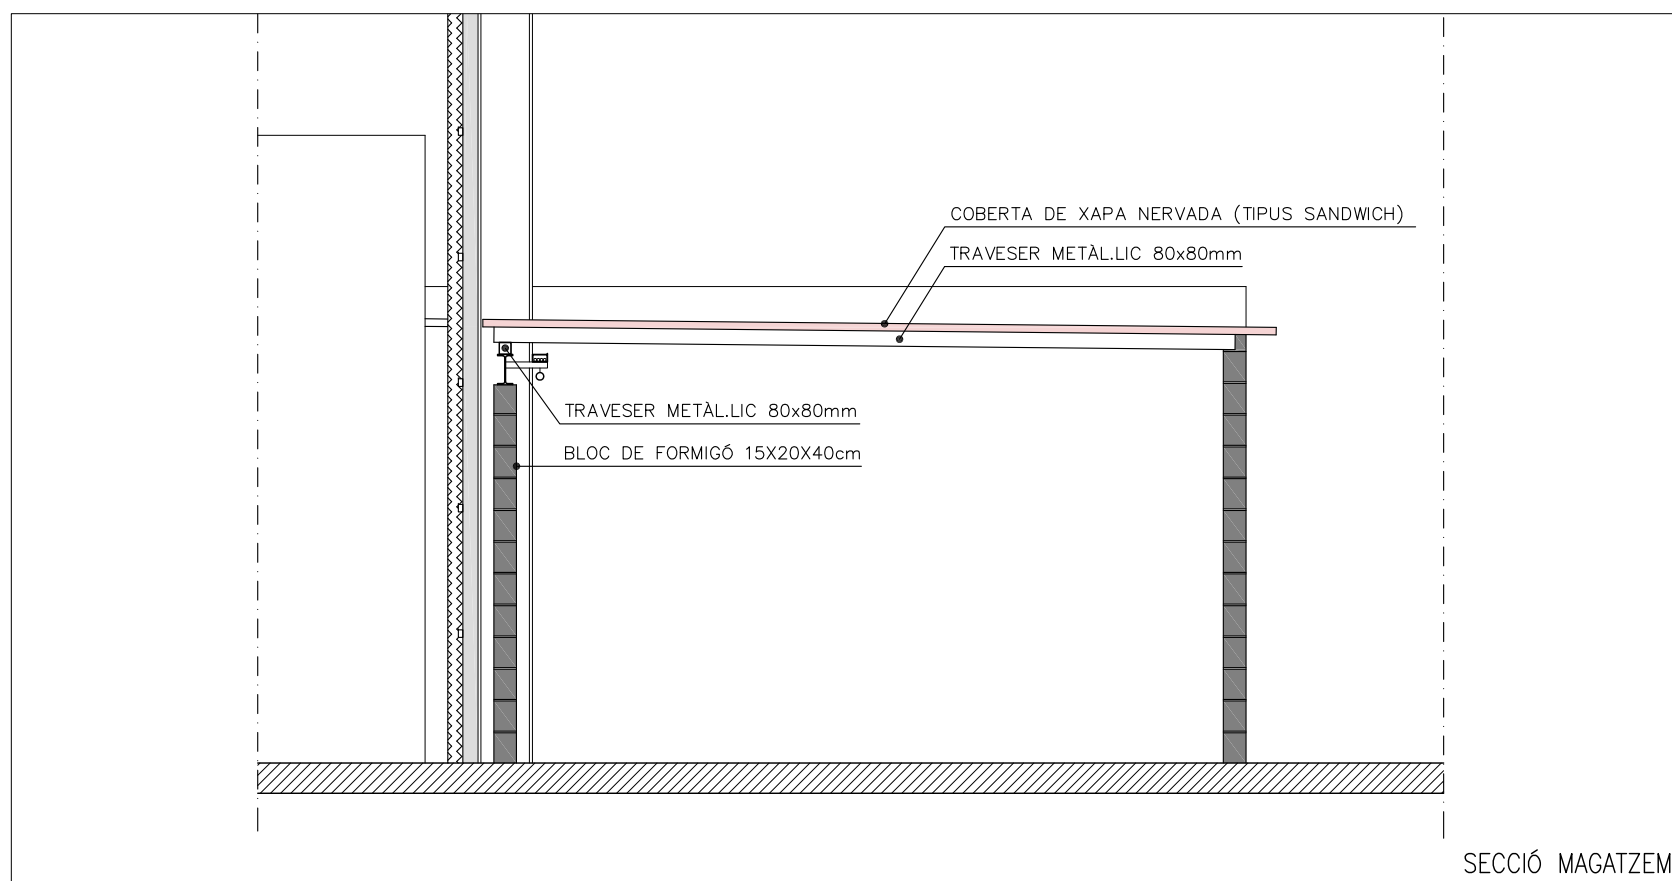 COBERTA DE XAPA NERVADA (TIPUS SANDWICH)
TRAVESER METÀL.LIC 80x80mm
TRAVESER METÀL.LIC 80x80mm
BLOC DE FORMIGÓ 15X20X40cm
SECCIÓ MAGATZEM